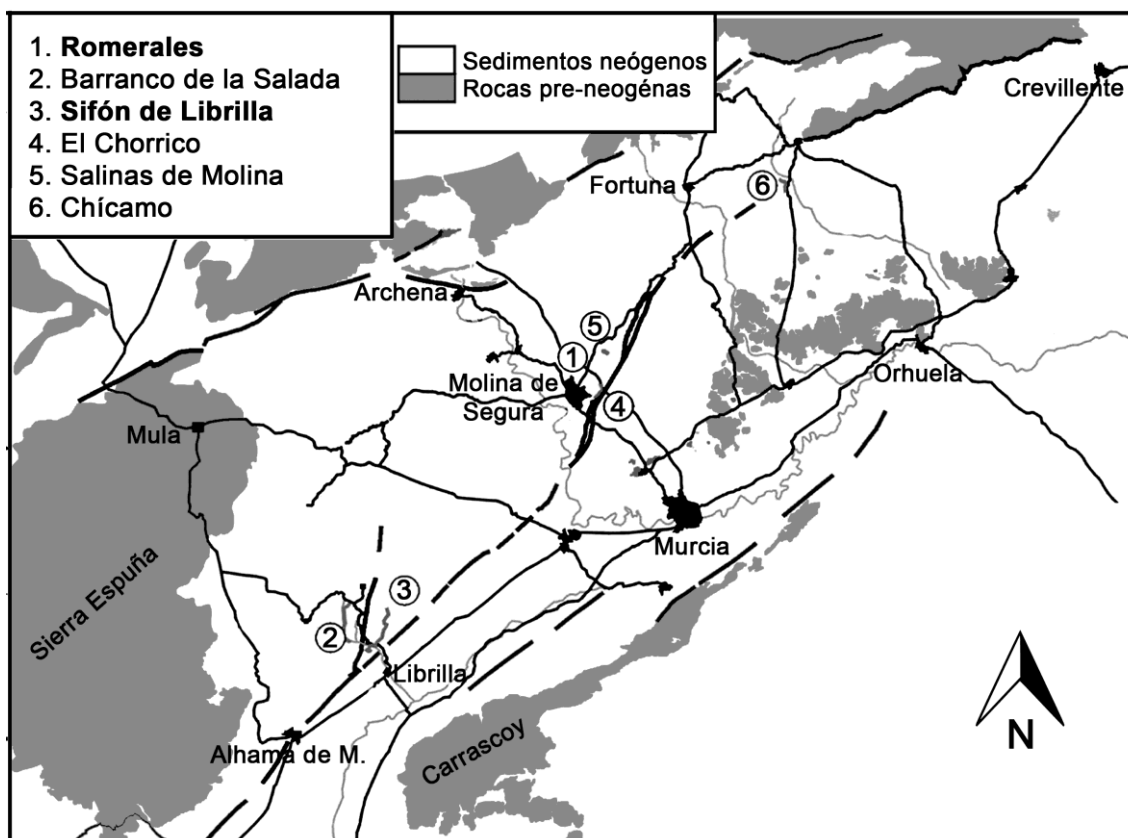 1. Romerales
2. Barranco de la Salada
3. Sifón de Librilla
4. El Chorrico
5. Salinas de Molina
6. Chícamo
Sedimentos neógenos
Rocas pre-neogénas
Crevillente
Fortuna
6
Archena
5
1
Molina de
Segura
4
Orhuela
Mula
Murcia
Sierra Espuña
3
2
Librilla
Alhama de M.
Carrascoy
N